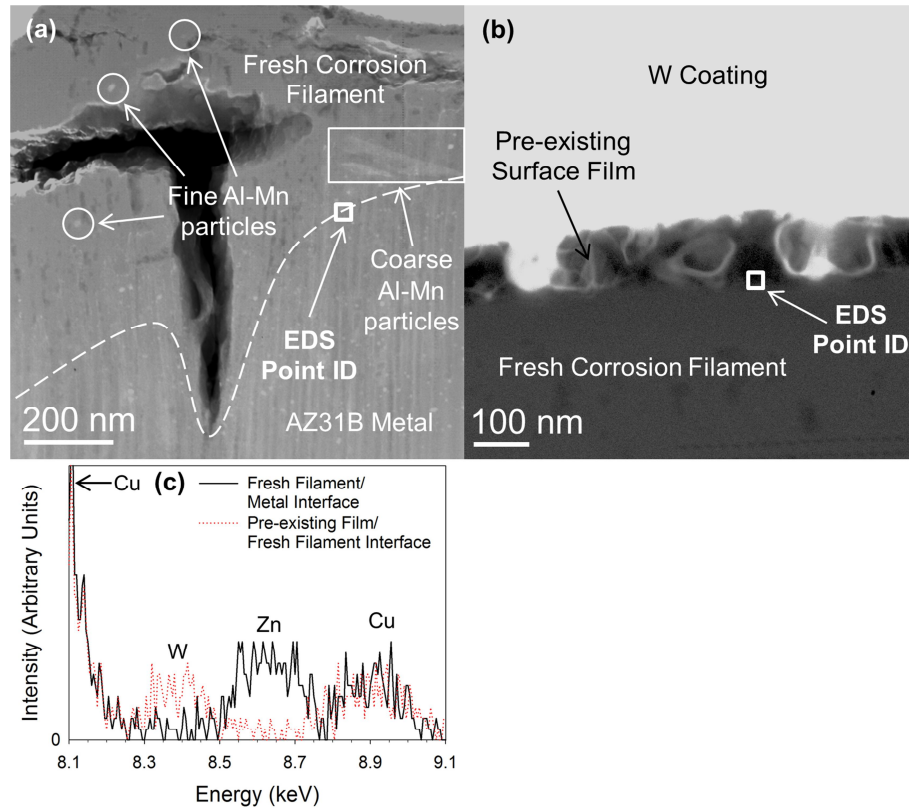 (a)
Fresh Corrosion
Filament
Fine Al-Mn
particles
Coarse
Al-Mn
particles
EDS
Point ID
200 nm
AZ31B Metal
(b)
W Coating
Pre-existing
Surface Film
EDS
Point ID
Fresh Corrosion Filament
100 nm
(c)
Cu
Fresh Filament/
Metal Interface
Pre-existing Film/
Fresh Filament Interface
W
Zn
Cu
Intensity (Arbitrary Units)
0
8.1 8.3 8.5 8.7 8.9 9.1
Energy (keV)